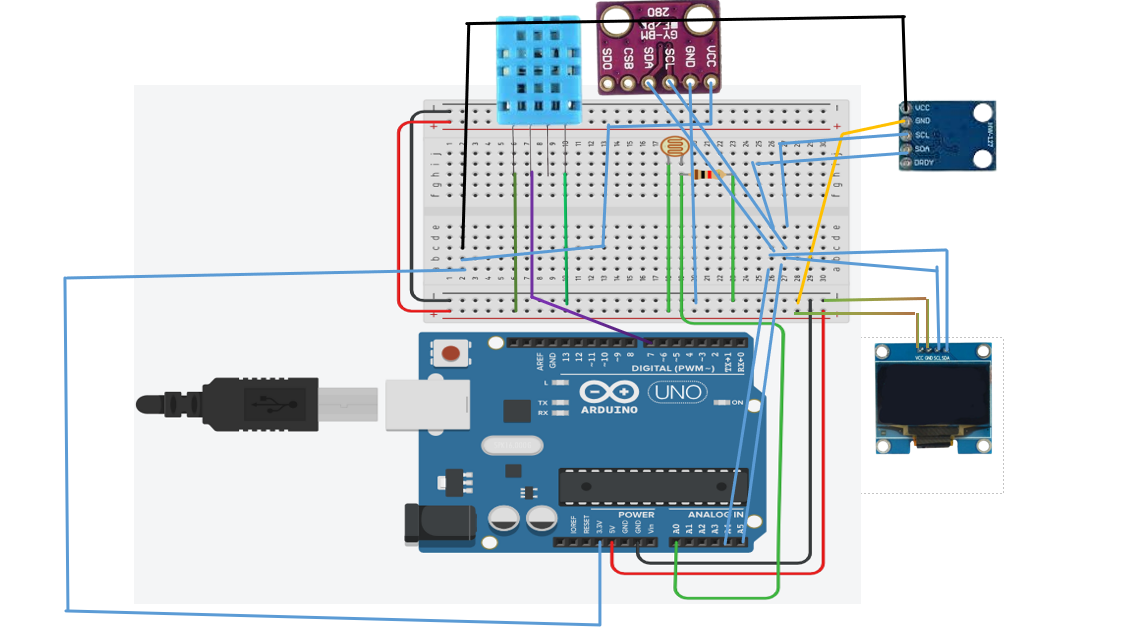 280
GY-BM
SDO
CSB
SDA
SCL
GND
VCC
VCC
GND
SCL
SDA
DRDY
HW-127
VCC GND SCL SDA
AREF
GND
13
12
~11
~10
~9
8
7
~6
~5
4
~3
2
TX→1
RX←0
DIGITAL (PWM~)
L
TX
RX
ARDUINO
UNO
ON
POWER
ANALOG IN
IOREF
RESET
3.3V
5V
GND
GND
Vin
A0
A1
A2
A3
A4
A5